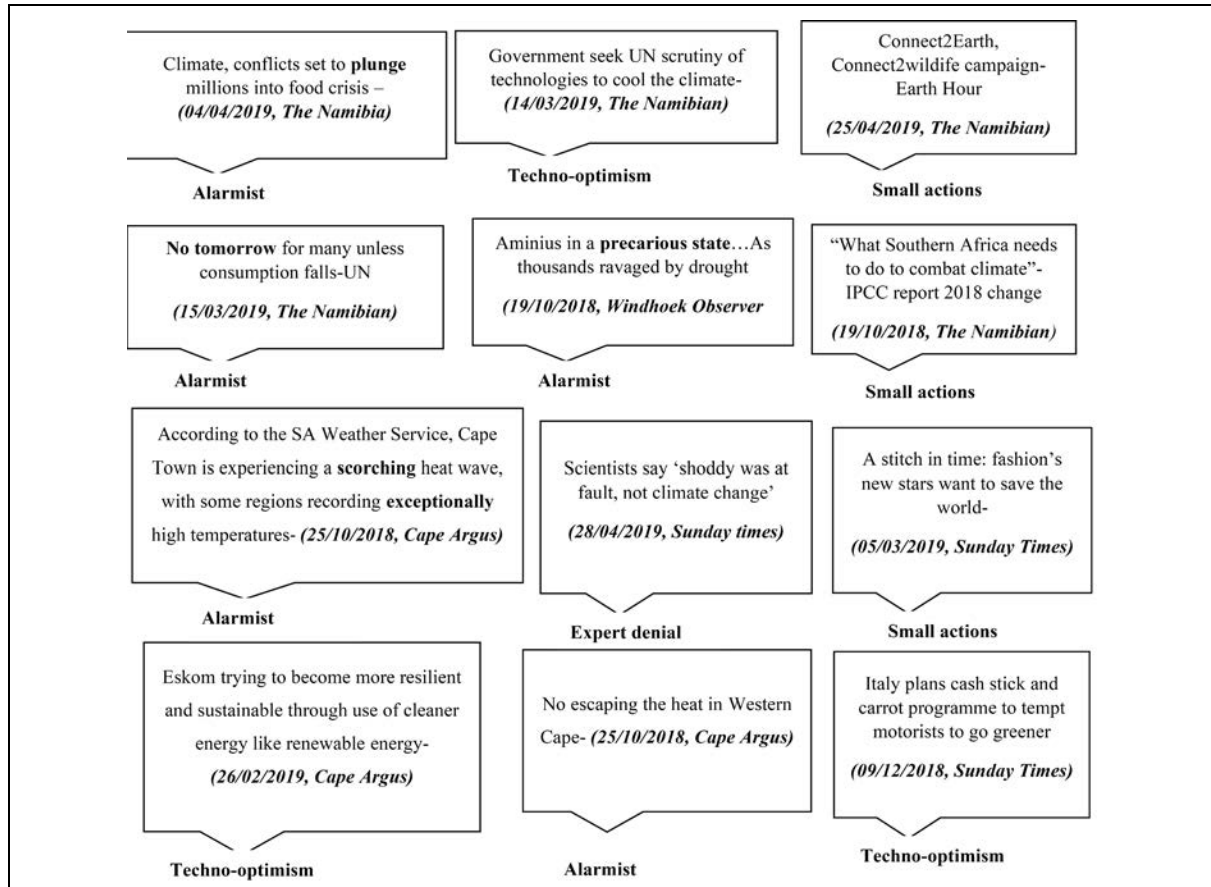 Climate, conflicts set to plunge
millions into food crisis –
(04/04/2019, The Namibia)
Alarmist
Government seek UN scrutiny of
technologies to cool the climate-
(14/03/2019, The Namibian)
Techno-optimism
Connect2Earth,
Connect2wildlife campaign-
Earth Hour
(25/04/2019, The Namibian)
Small actions
No tomorrow for many unless
consumption falls-UN
(15/03/2019, The Namibian)
Alarmist
Aminius in a precarious state…As
thousands ravaged by drought
(19/10/2018, Windhoek Observer
Alarmist
“What Southern Africa needs
to do to combat climate”-
IPCC report 2018 change
(19/10/2018, The Namibian)
Small actions
According to the SA Weather Service, Cape
Town is experiencing a scorching heat wave,
with some regions recording exceptionally
high temperatures- (25/10/2018, Cape Argus)
Alarmist
Scientists say ‘shoddy was at
fault, not climate change’
(28/04/2019, Sunday times)
Expert denial
A stitch in time: fashion’s
new stars want to save the
world-
(05/03/2019, Sunday Times)
Small actions
Eskom trying to become more resilient
and sustainable through use of cleaner
energy like renewable energy-
(26/02/2019, Cape Argus)
Techno-optimism
No escaping the heat in Western
Cape- (25/10/2018, Cape Argus)
Alarmist
Italy plans cash stick and
carrot programme to tempt
motorists to go greener
(09/12/2018, Sunday Times)
Techno-optimism